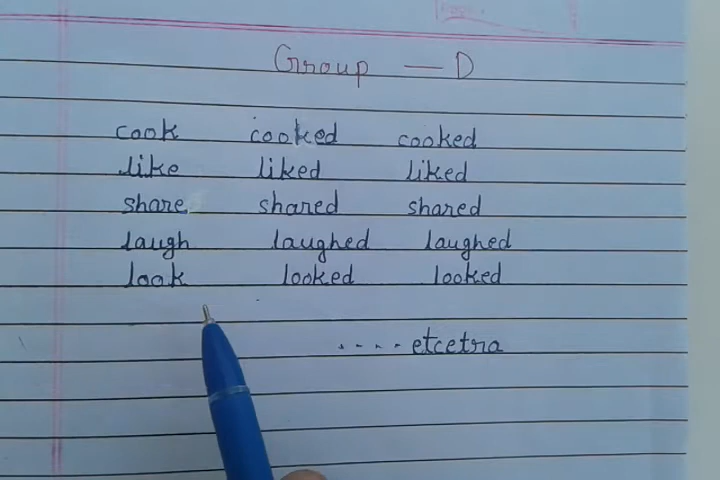 Group — D
cook cooked cooked
like liked liked
share shared shared
laugh laughed laughed
look looked looked
.... etcetra